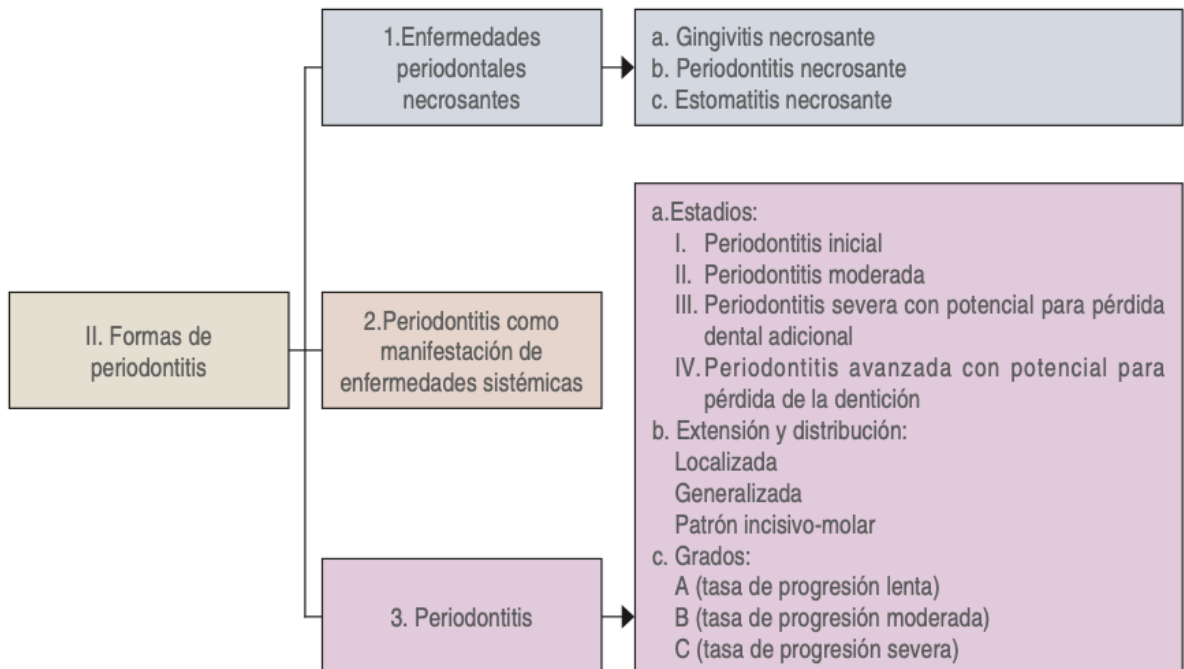 II. Formas de
periodontitis
1.Enfermedades
periodontales
necrosantes
a. Gingivitis necrosante
b. Periodontitis necrosante
c. Estomatitis necrosante
2.Periodontitis como
manifestación de
enfermedades sistémicas
3. Periodontitis
a.Estadios:
I. Periodontitis inicial
II. Periodontitis moderada
III. Periodontitis severa con potencial para pérdida
dental adicional
IV.Periodontitis avanzada con potencial para
pérdida de la dentición
b. Extensión y distribución:
Localizada
Generalizada
Patrón incisivo-molar
c. Grados:
A (tasa de progresión lenta)
B (tasa de progresión moderada)
C (tasa de progresión severa)